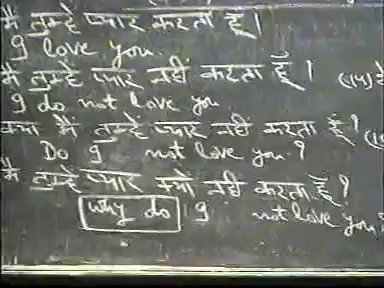 मैं तुम्हें प्यार करता हूँ।
I love you.
मैं तुम्हें प्यार नहीं करता हूँ।
I do not love you
क्या मैं तुम्हें प्यार नहीं करता हूँ?
Do I not love you?
मैं तुम्हें प्यार क्यों नहीं करता हूँ?
why do I not love you?